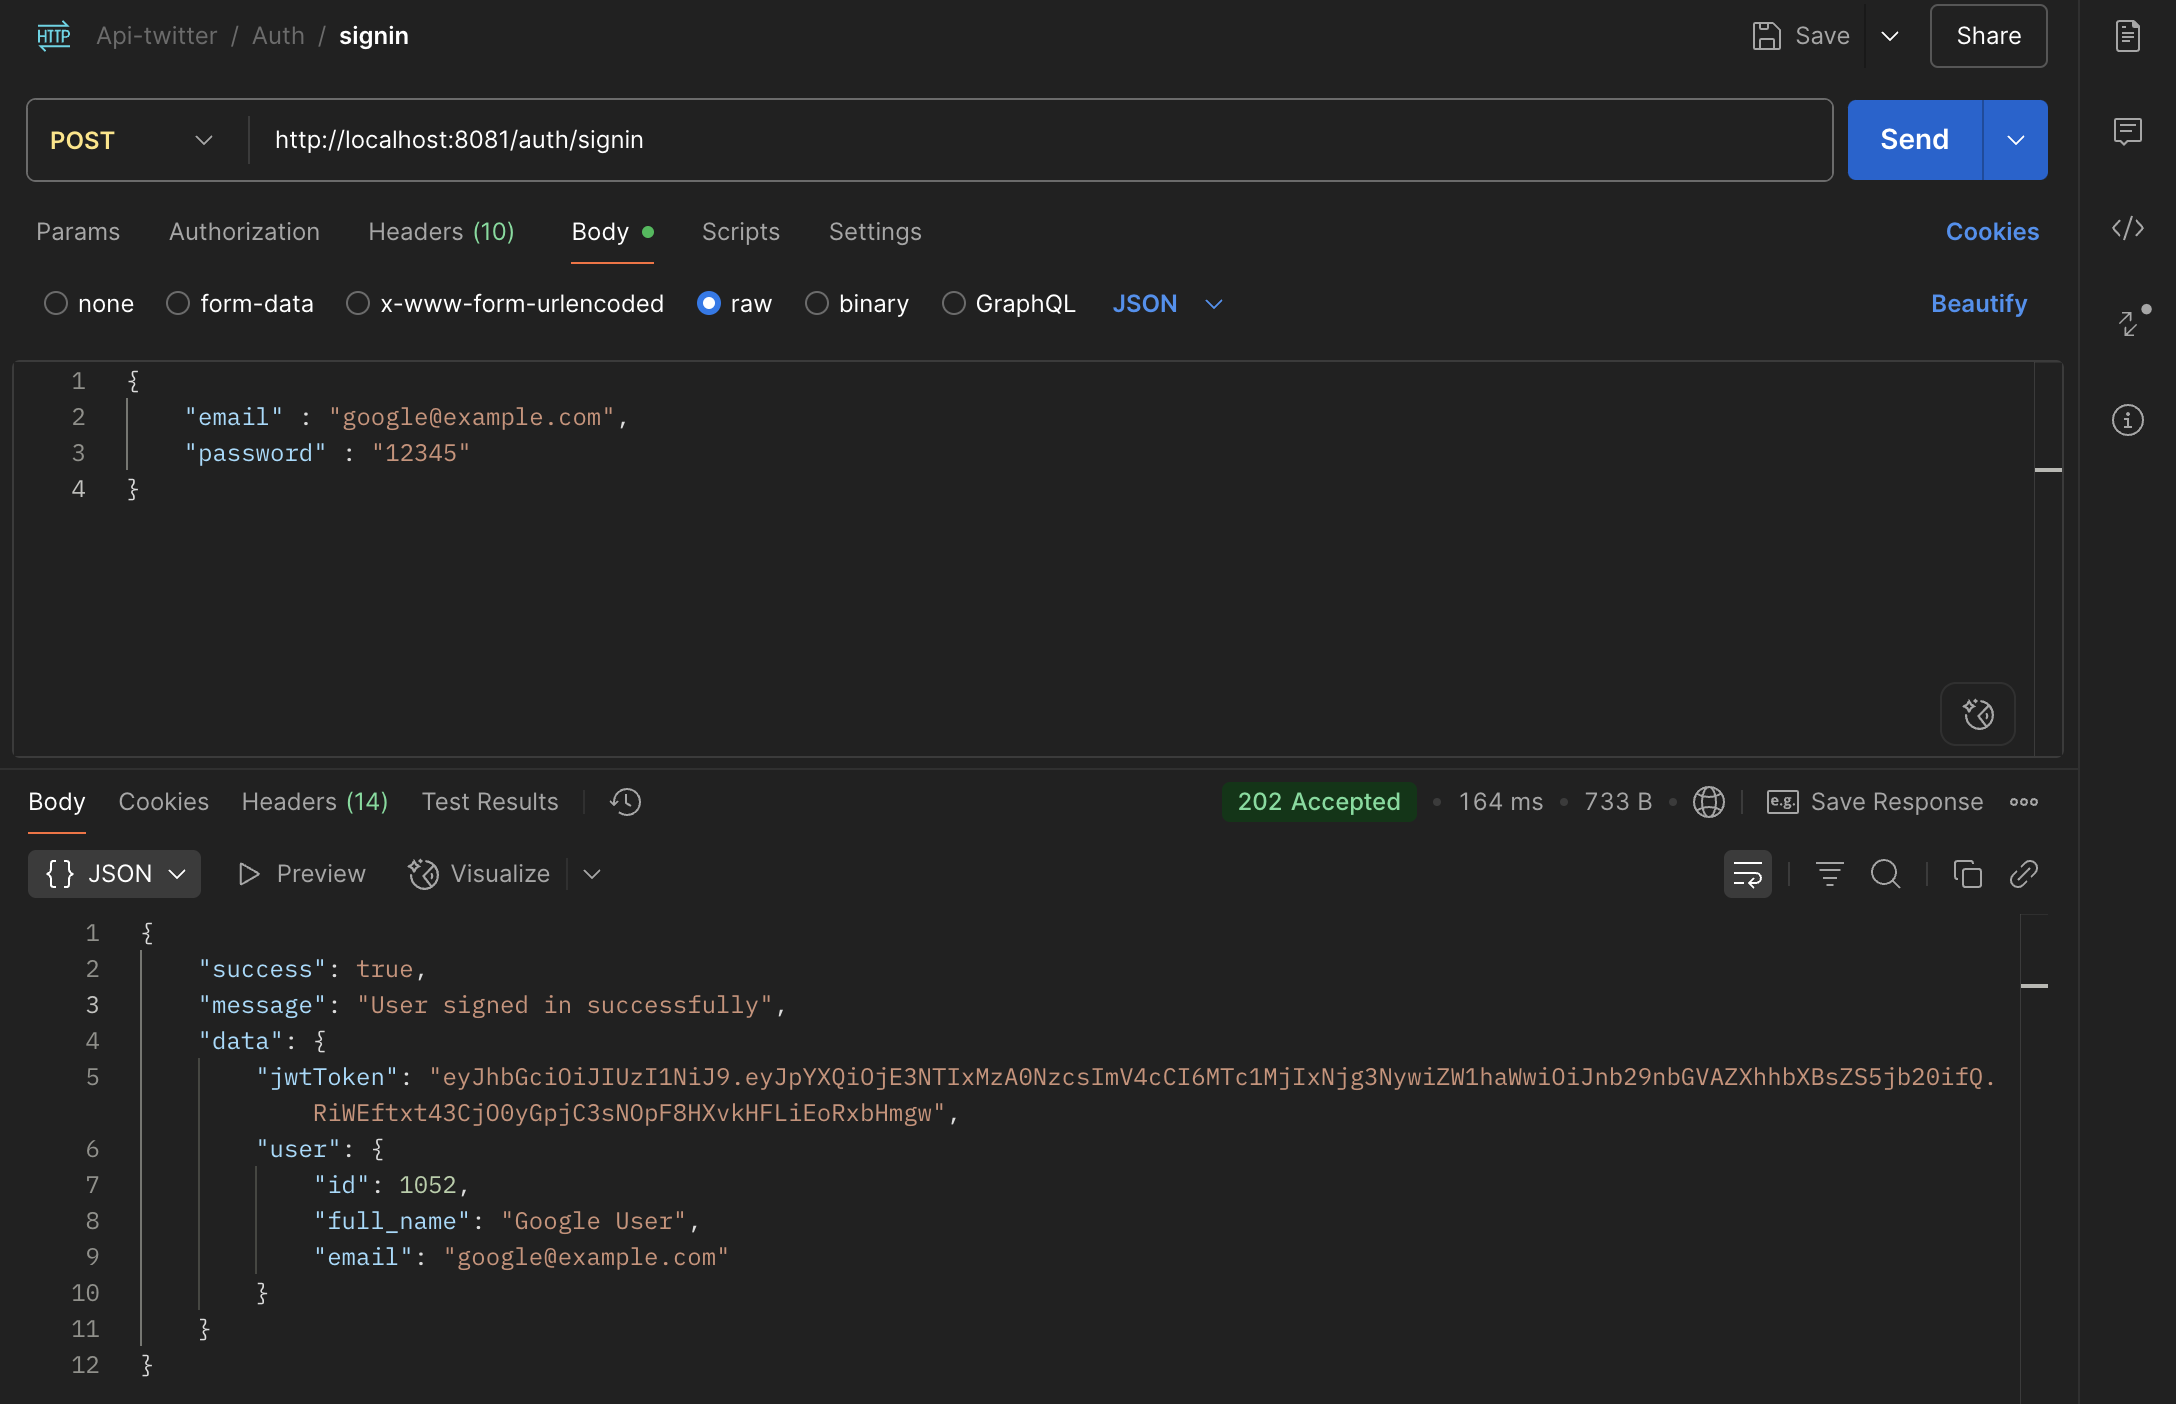 HTTP Api-twitter / Auth / signin Save Share
POST http://localhost:8081/auth/signin Send
Params Authorization Headers (10) Body Scripts Settings Cookies
none form-data x-www-form-urlencoded raw binary GraphQL JSON Beautify
1 {
2 "email" : "google@example.com",
3 "password" : "12345"
4 }
Body Cookies Headers (14) Test Results 202 Accepted • 164 ms • 733 B • e.g. Save Response
{} JSON Preview Visualize
1 {
2 "success": true,
3 "message": "User signed in successfully",
4 "data": {
5 "jwtToken": "eyJhbGciOiJIUzI1NiJ9.eyJpYXQiOjE3NTIxMzA0NzcsImV4cCI6MTc1MjIxNjg3NywiZW1haWwiOiJnb29nbGVAZXhhbXBsZS5jb20ifQ.
RiWEftxt43CjO0yGpjC3sNOpF8HXvkHFLiEoRxbHmgw",
6 "user": {
7 "id": 1052,
8 "full_name": "Google User",
9 "email": "google@example.com"
10 }
11 }
12 }